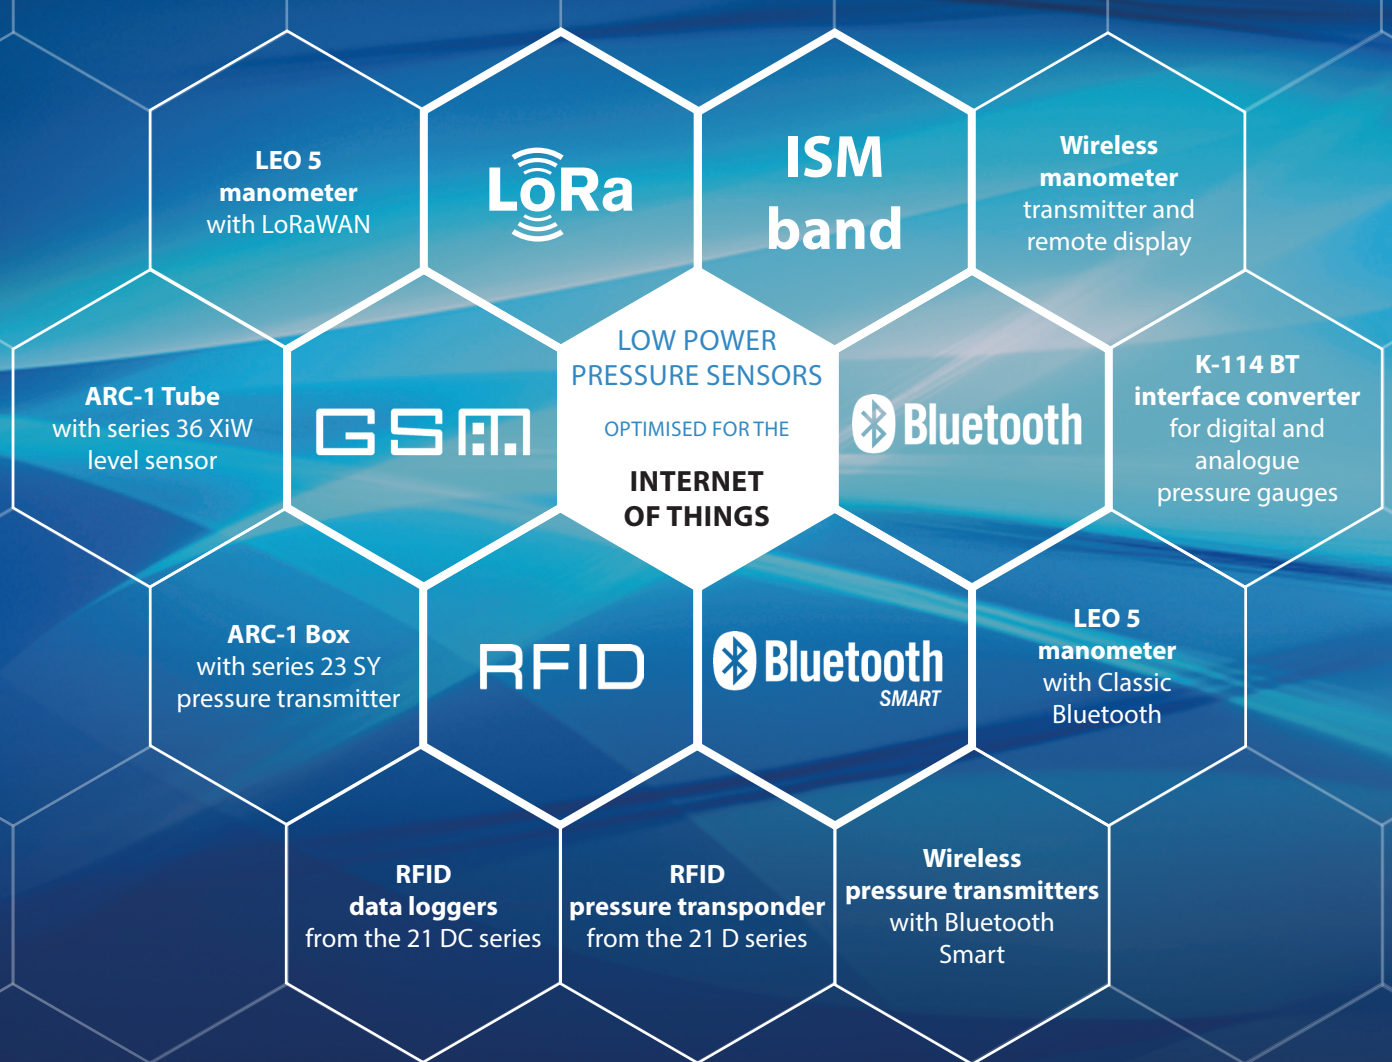 LEO 5
manometer
with LoRaWAN
LoRa
ISM
band
Wireless
manometer
transmitter and
remote display
ARC-1 Tube
with series 36 XiW
level sensor
GSM
LOW POWER
PRESSURE SENSORS
OPTIMISED FOR THE
INTERNET
OF THINGS
Bluetooth
K-114 BT
interface converter
for digital and
analogue
pressure gauges
ARC-1 Box
with series 23 SY
pressure transmitter
RFID
Bluetooth
SMART
LEO 5
manometer
with Classic
Bluetooth
RFID
data loggers
from the 21 DC series
RFID
pressure transponder
from the 21 D series
Wireless
pressure transmitters
with Bluetooth
Smart